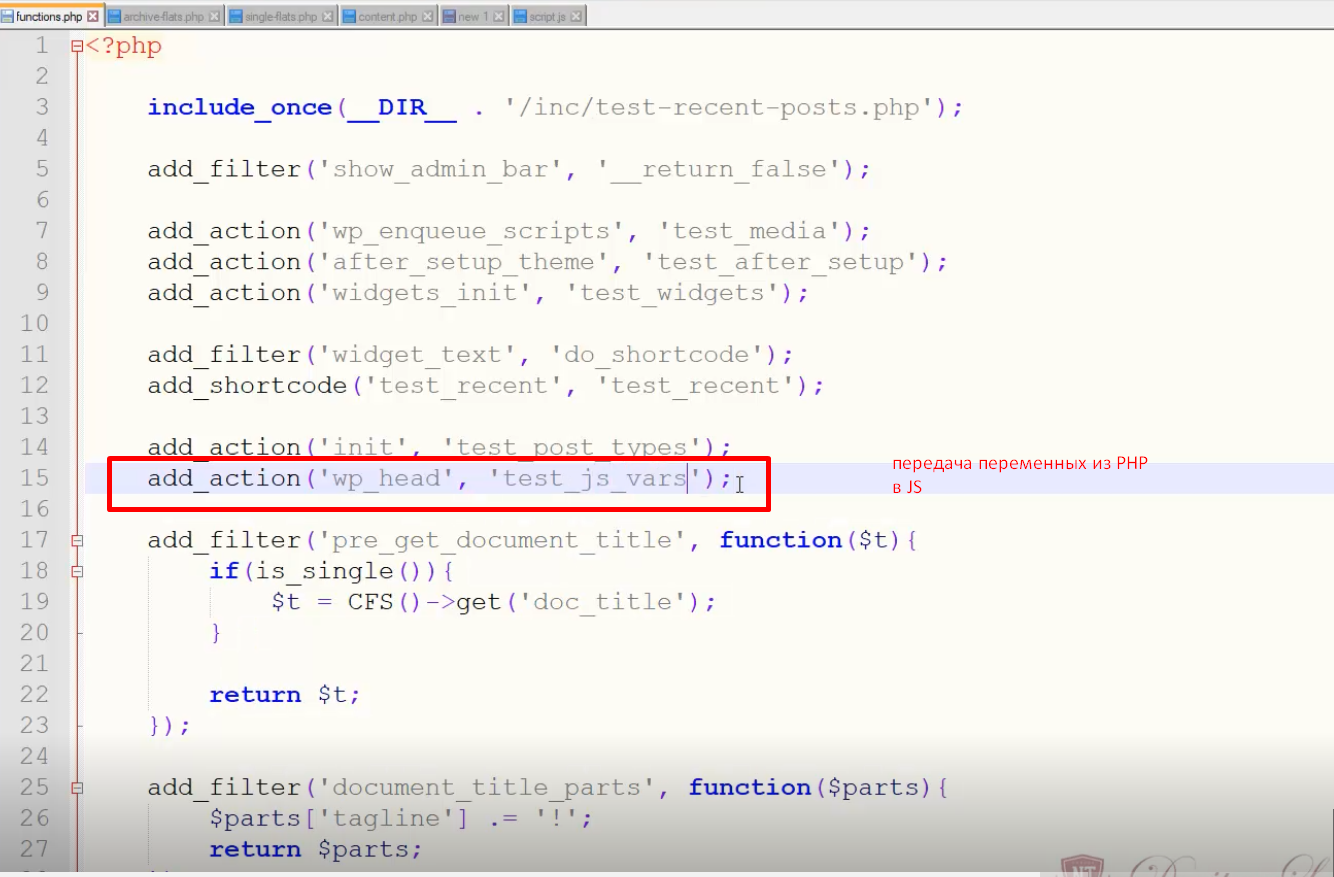 functions.php archive-flats.php single-flats.php content.php new 1 script.js
1 <?php
2
3 include_once(__DIR__ . '/inc/test-recent-posts.php');
4
5 add_filter('show_admin_bar', '__return_false');
6
7 add_action('wp_enqueue_scripts', 'test_media');
8 add_action('after_setup_theme', 'test_after_setup');
9 add_action('widgets_init', 'test_widgets');
10
11 add_filter('widget_text', 'do_shortcode');
12 add_shortcode('test_recent', 'test_recent');
13
14 add_action('init', 'test_post_types');
15 add_action('wp_head', 'test_js_vars');
передача переменных из PHP
в JS
16
17 add_filter('pre_get_document_title', function($t){
18 if(is_single()){
19 $t = CFS()->get('doc_title');
20 }
21
22 return $t;
23 });
24
25 add_filter('document_title_parts', function($parts){
26 $parts['tagline'] .= '!';
27 return $parts;